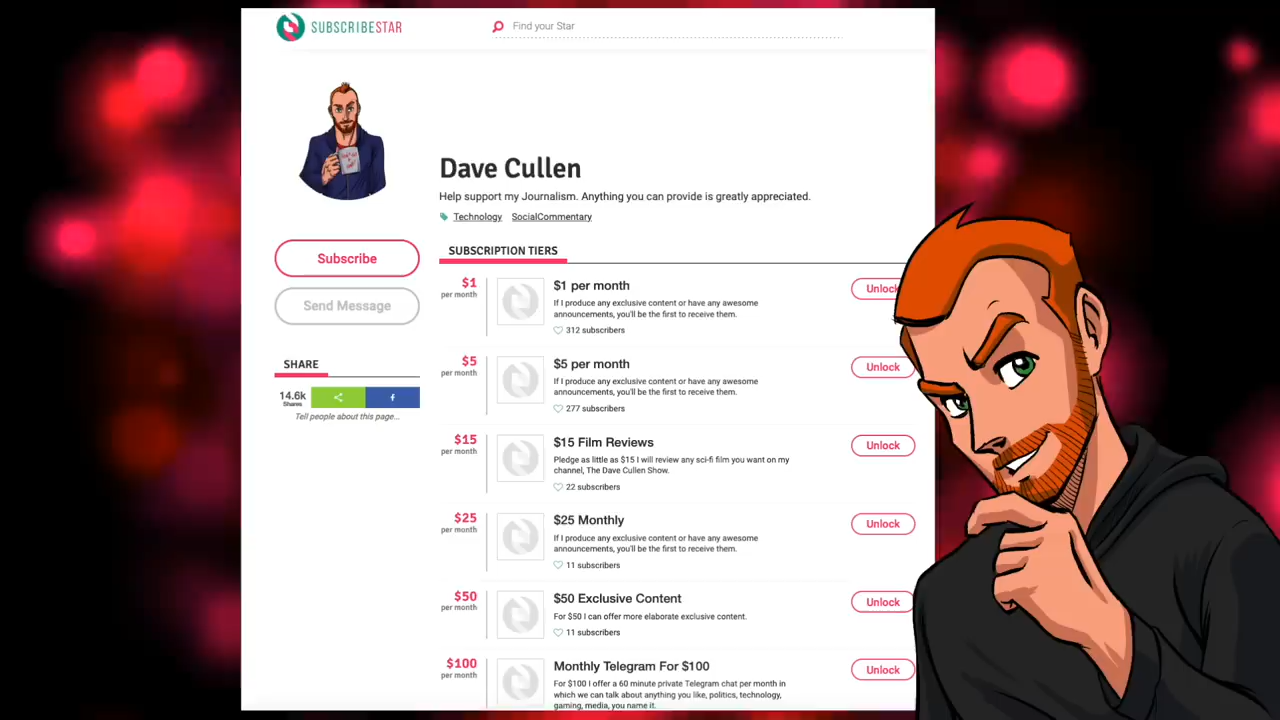 SUBSCRIBESTAR
Find your Star
Dave Cullen
Help support my Journalism. Anything you can provide is greatly appreciated.
Technology SocialCommentary
Subscribe
Send Message
SHARE
14.6k
Shares
Tell people about this page...
SUBSCRIPTION TIERS
$1
per month
$1 per month
If I produce any exclusive content or have any awesome
announcements, you'll be the first to receive them.
312 subscribers
Unlock
$5
per month
$5 per month
If I produce any exclusive content or have any awesome
announcements, you'll be the first to receive them.
277 subscribers
Unlock
$15
per month
$15 Film Reviews
Pledge as little as $15 I will review any sci-fi film you want on my
channel, The Dave Cullen Show.
22 subscribers
Unlock
$25
per month
$25 Monthly
If I produce any exclusive content or have any awesome
announcements, you'll be the first to receive them.
11 subscribers
Unlock
$50
per month
$50 Exclusive Content
For $50 I can offer more elaborate exclusive content.
11 subscribers
Unlock
$100
per month
Monthly Telegram For $100
For $100 I offer a 60 minute private Telegram chat per month in
which we can talk about anything you like, politics, technology,
gaming, media, you name it.
Unlock